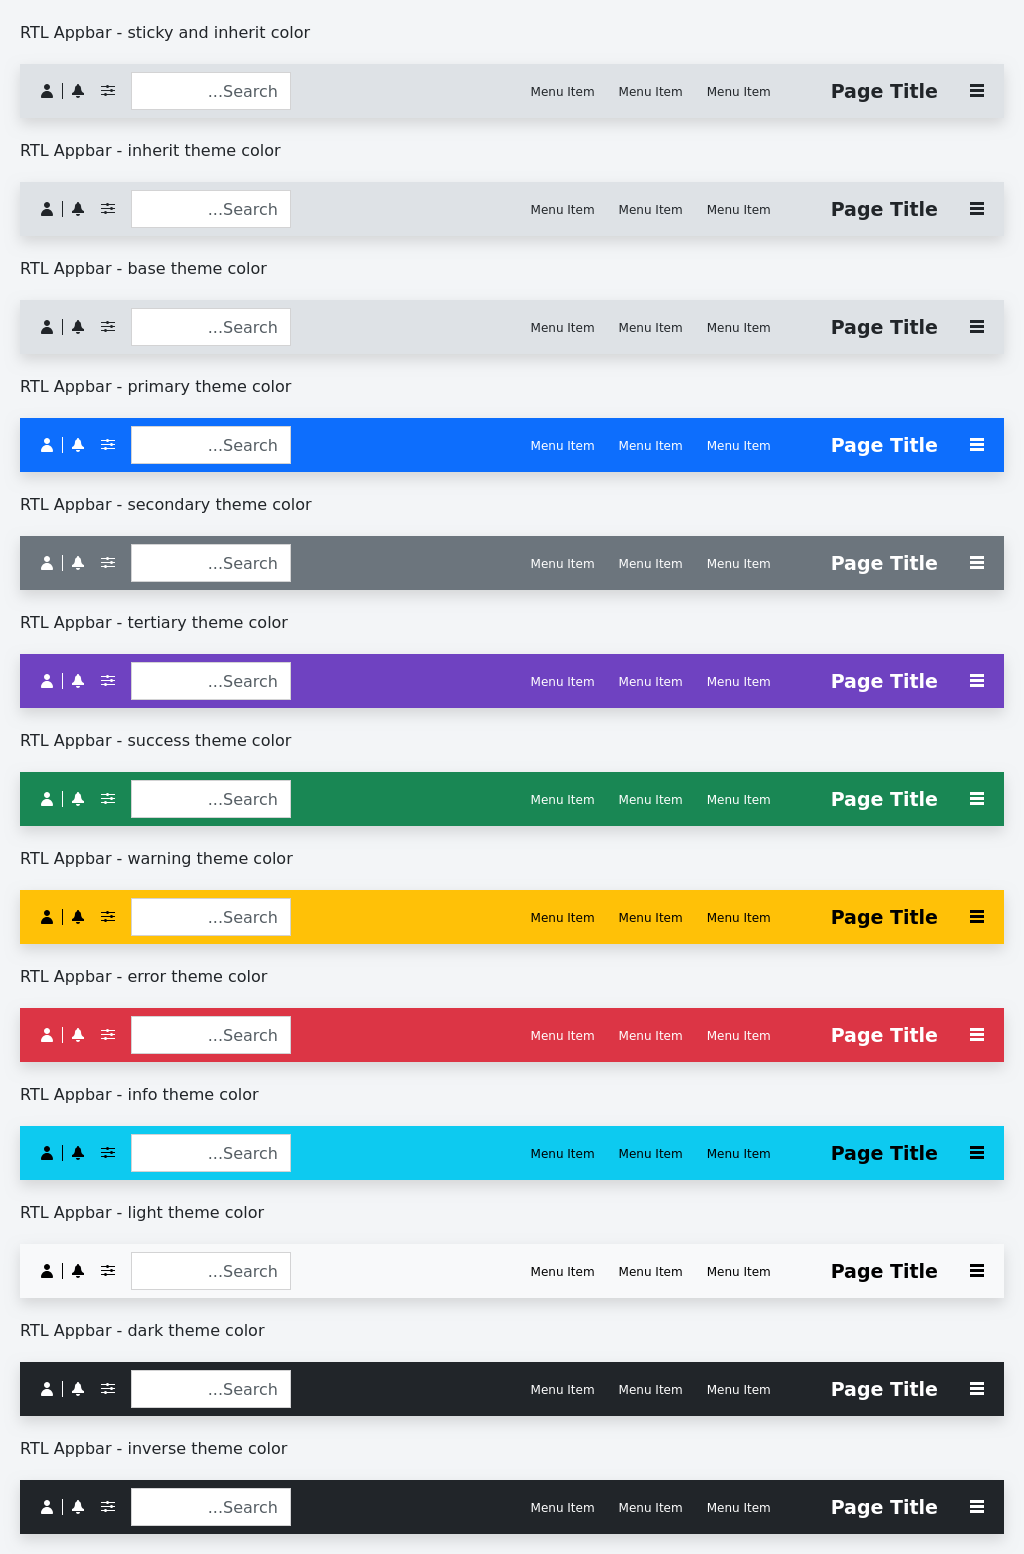 RTL Appbar - sticky and inherit color
...Search Menu Item Menu Item Menu Item Page Title
RTL Appbar - inherit theme color
...Search Menu Item Menu Item Menu Item Page Title
RTL Appbar - base theme color
...Search Menu Item Menu Item Menu Item Page Title
RTL Appbar - primary theme color
...Search Menu Item Menu Item Menu Item Page Title
RTL Appbar - secondary theme color
...Search Menu Item Menu Item Menu Item Page Title
RTL Appbar - tertiary theme color
...Search Menu Item Menu Item Menu Item Page Title
RTL Appbar - success theme color
...Search Menu Item Menu Item Menu Item Page Title
RTL Appbar - warning theme color
...Search Menu Item Menu Item Menu Item Page Title
RTL Appbar - error theme color
...Search Menu Item Menu Item Menu Item Page Title
RTL Appbar - info theme color
...Search Menu Item Menu Item Menu Item Page Title
RTL Appbar - light theme color
...Search Menu Item Menu Item Menu Item Page Title
RTL Appbar - dark theme color
...Search Menu Item Menu Item Menu Item Page Title
RTL Appbar - inverse theme color
...Search Menu Item Menu Item Menu Item Page Title